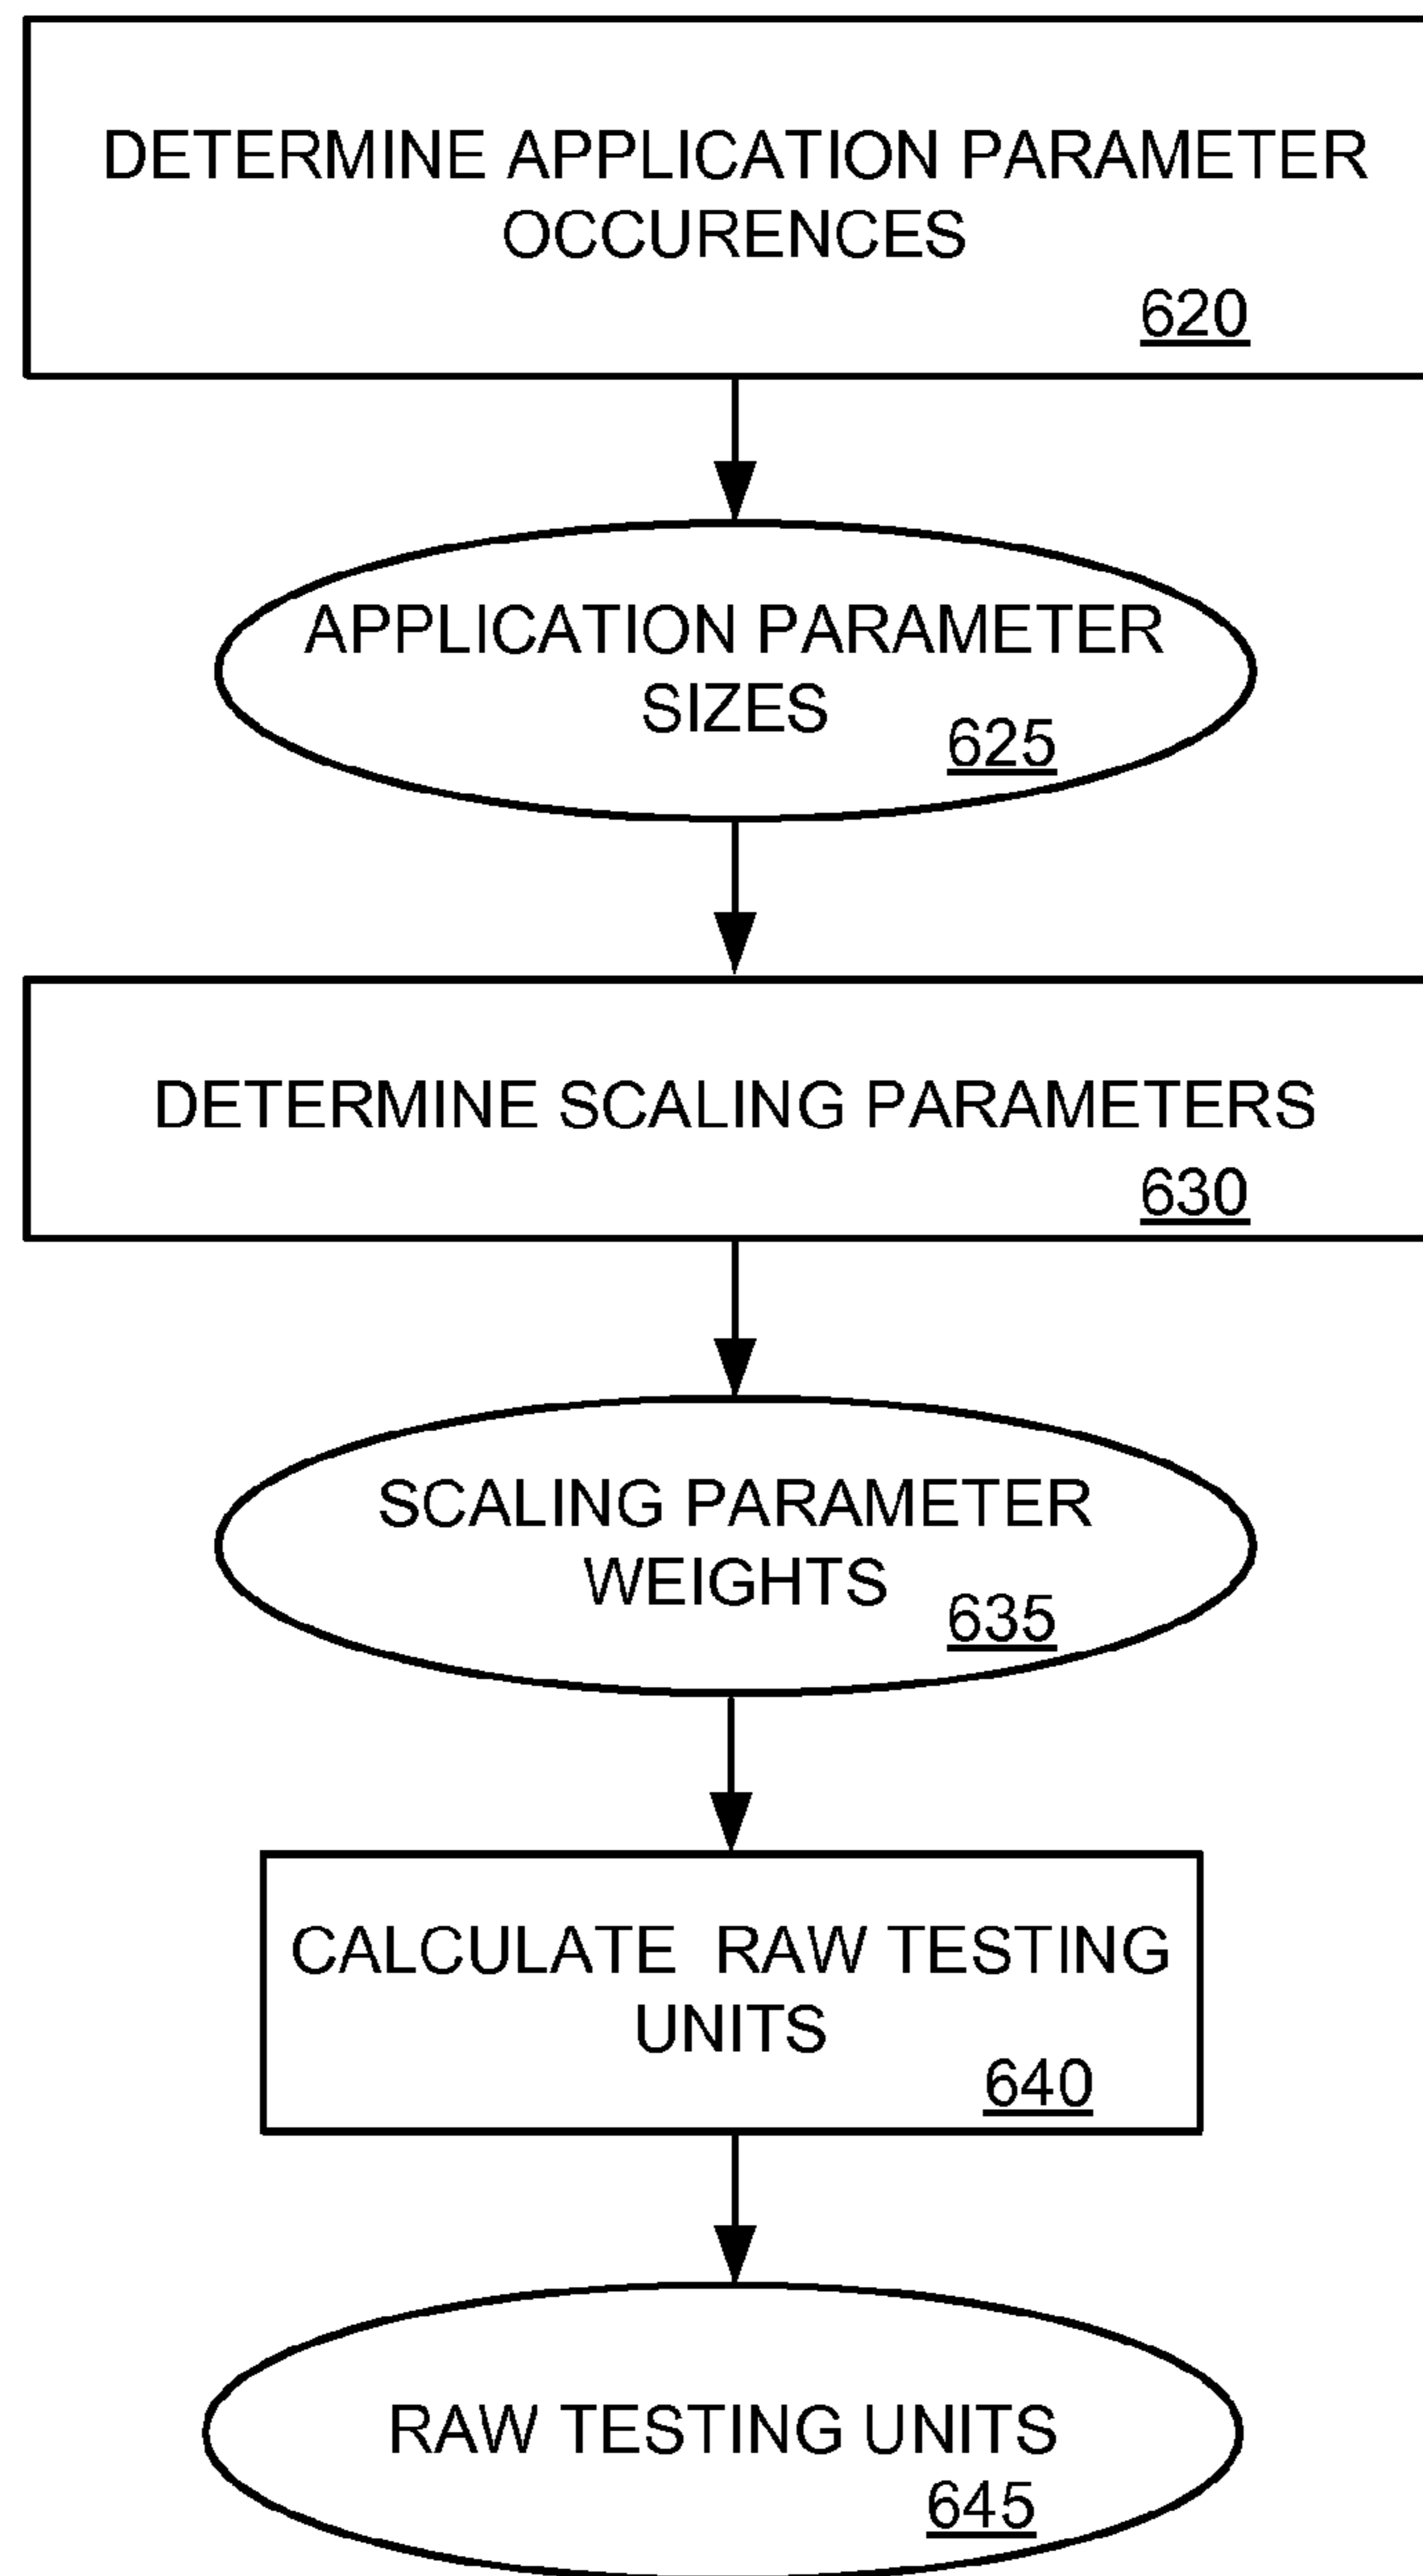 DETERMINE APPLICATION PARAMETER
OCCURENCES
620
APPLICATION PARAMETER
SIZES
625
DETERMINE SCALING PARAMETERS
630
SCALING PARAMETER
WEIGHTS
635
CALCULATE RAW TESTING
UNITS
640
RAW TESTING UNITS
645